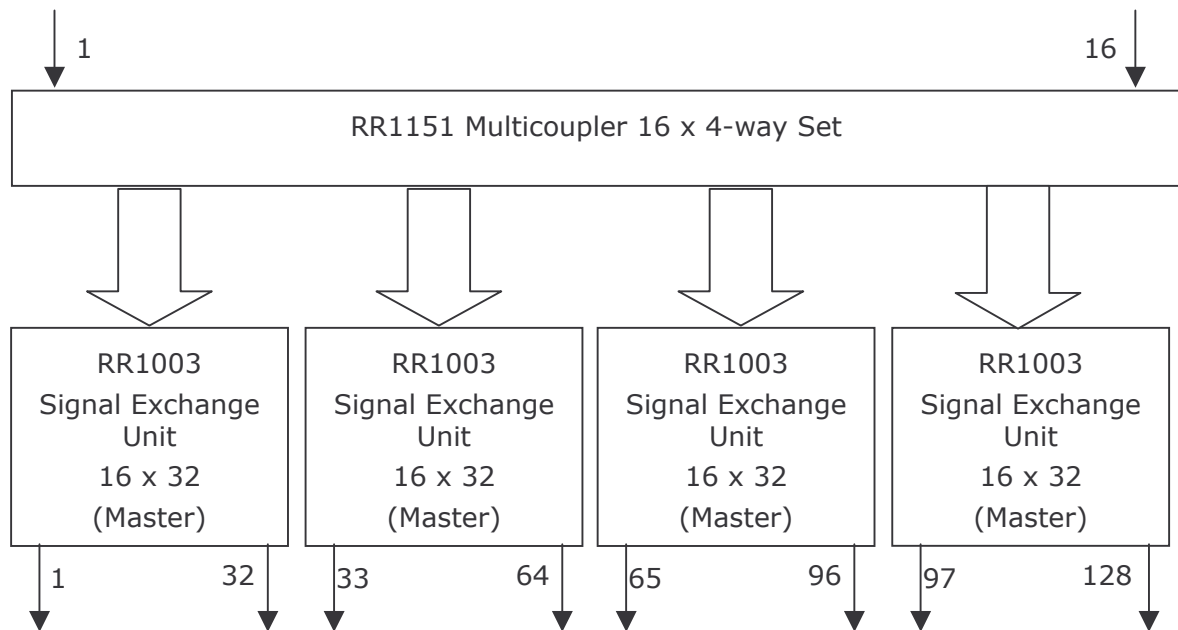 1
16
RR1151 Multicoupler 16 x 4-way Set
RR1003
Signal Exchange
Unit
16 x 32
(Master)
RR1003
Signal Exchange
Unit
16 x 32
(Master)
RR1003
Signal Exchange
Unit
16 x 32
(Master)
RR1003
Signal Exchange
Unit
16 x 32
(Master)
1
32
33
64
65
96
97
128